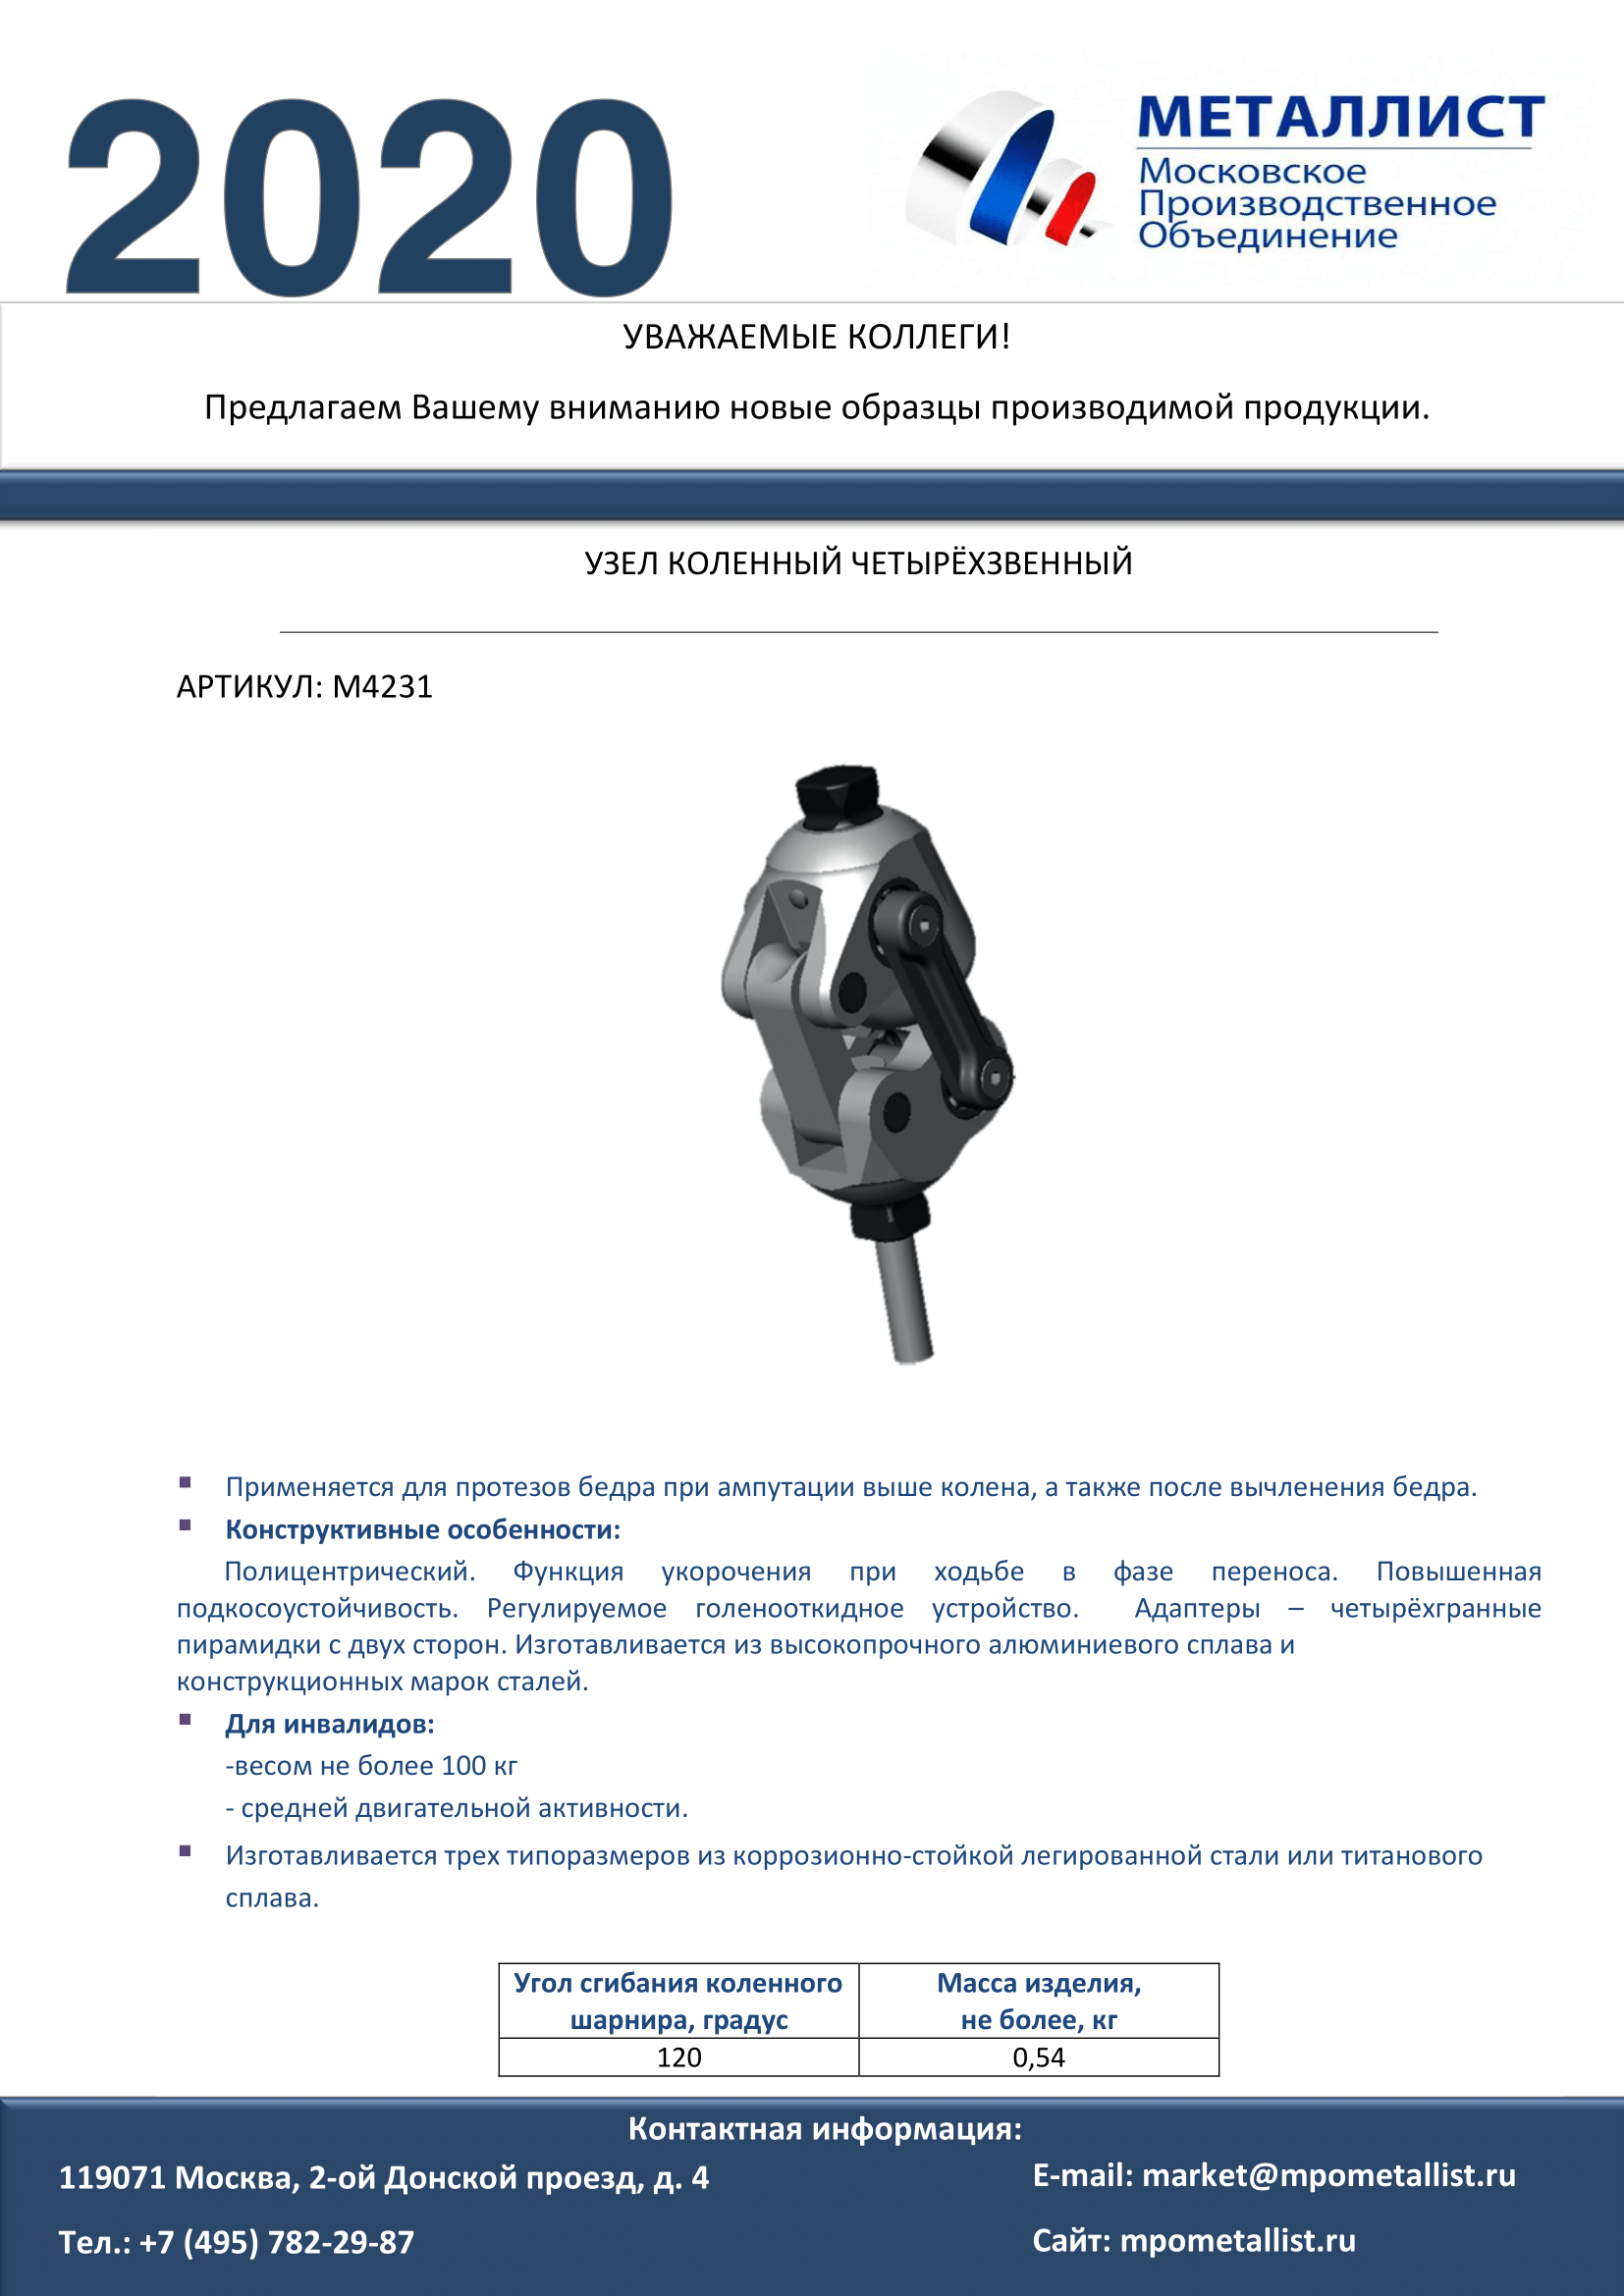 2020
МЕТАЛЛИСТ
Московское
Производственное
Объединение
УВАЖАЕМЫЕ КОЛЛЕГИ!
Предлагаем Вашему вниманию новые образцы производимой продукции.
УЗЕЛ КОЛЕННЫЙ ЧЕТЫРЁХЗВЕННЫЙ
АРТИКУЛ: М4231
▪ Применяется для протезов бедра при ампутации выше колена, а также после вычленения бедра.
▪ Конструктивные особенности:
Полицентрический. Функция укорочения при ходьбе в фазе переноса. Повышенная
подкосоустойчивость. Регулируемое голенооткидное устройство. Адаптеры – четырёхгранные
пирамидки с двух сторон. Изготавливается из высокопрочного алюминиевого сплава и
конструкционных марок сталей.
▪ Для инвалидов:
-весом не более 100 кг
- средней двигательной активности.
▪ Изготавливается трех типоразмеров из коррозионно-стойкой легированной стали или титанового
сплава.
Угол сгибания коленного
шарнира, градус
Масса изделия,
не более, кг
120
0,54
Контактная информация:
119071 Москва, 2-ой Донской проезд, д. 4
E-mail: market@mpometallist.ru
Тел.: +7 (495) 782-29-87
Сайт: mpometallist.ru